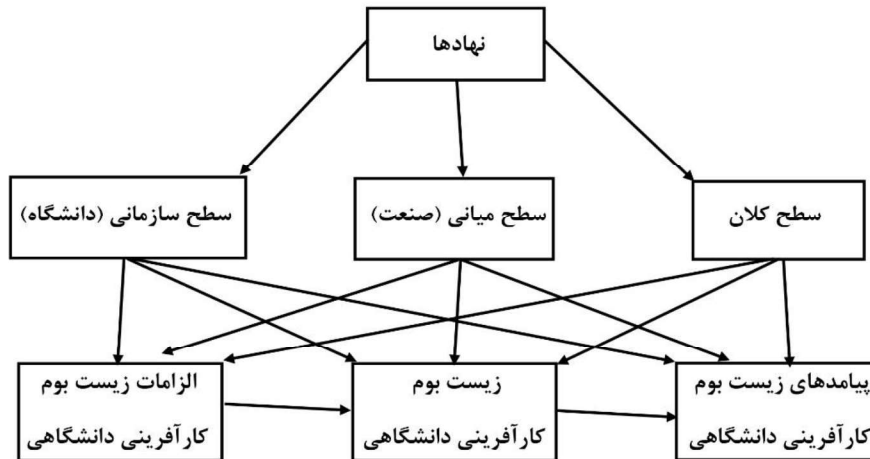 نهادها
سطح کلان
سطح میانی (صنعت)
سطح سازمانی (دانشگاه)
پیامدهای زیست بوم
کارآفرینی دانشگاهی
زیست بوم
کارآفرینی دانشگاهی
الزامات زیست بوم
کارآفرینی دانشگاهی